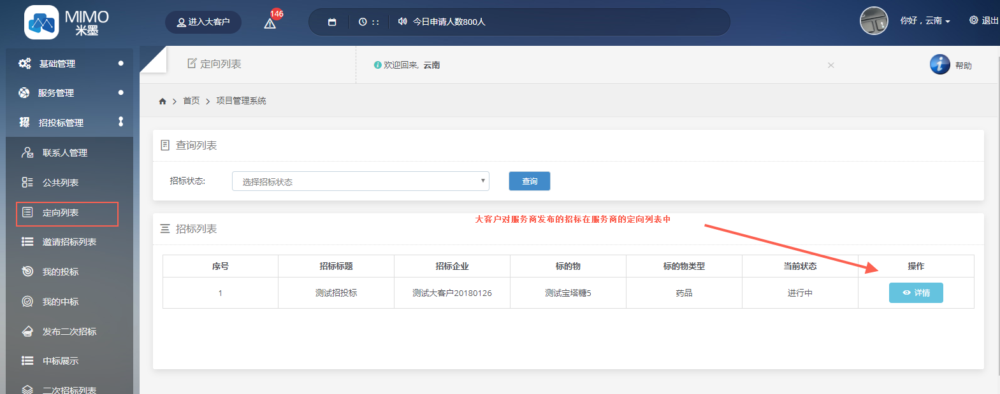 MIMO
米墨
进入大客户
146
: :
今日申请人数800人
你好，云南
退出
基础管理
服务管理
招投标管理
联系人管理
公共列表
定向列表
邀请招标列表
我的投标
我的中标
发布二次招标
中标展示
二次招标列表
定向列表
欢迎回来, 云南
×
帮助
首页 > 项目管理系统
查询列表
招标状态:
选择招标状态
查询
招标列表
大客户对服务商发布的招标在服务商的定向列表中
序号 招标标题 招标企业 标的物 标的物类型 当前状态 操作
1 测试招投标 测试大客户20180126 测试宝塔糖5 药品 进行中 详情